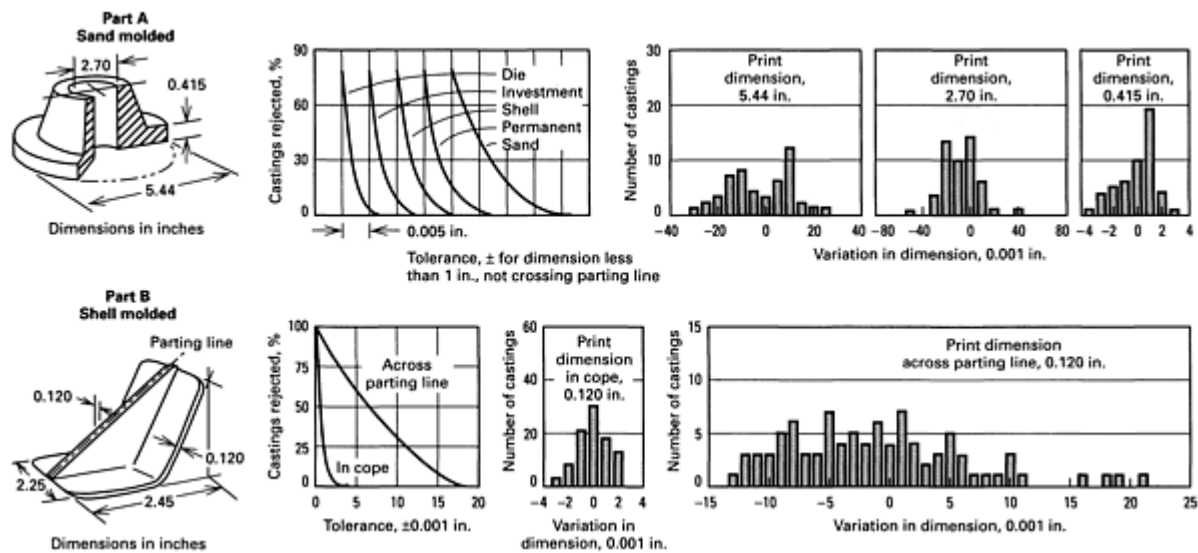 Part A
Sand molded
2.70
0.415
5.44
Dimensions in inches
Castings rejected, %
90
60
30
0
Die
Investment
Shell
Permanent
Sand
0.005 in.
Tolerance, ± for dimension less
than 1 in., not crossing parting line
Number of castings
30
20
10
0
Print
dimension,
5.44 in.
−40 −20 0 20 40
Print
dimension,
2.70 in.
−80 −40 0 40 80
Print
dimension,
0.415 in.
−4 −2 0 2 4
Variation in dimension, 0.001 in.
Part B
Shell molded
Parting line
0.120
0.120
2.25
2.45
Dimensions in inches
Castings rejected, %
100
75
50
25
0
Across
parting line
In cope
0 5 10 15 20
Tolerance, ±0.001 in.
Number of castings
60
40
20
0
Print
dimension
in cope,
0.120 in.
−4 −2 0 2 4
Variation in
dimension, 0.001 in.
Number of castings
15
10
5
0
Print dimension
across parting line, 0.120 in.
−15 −10 −5 0 5 10 15 20 25
Variation in dimension, 0.001 in.